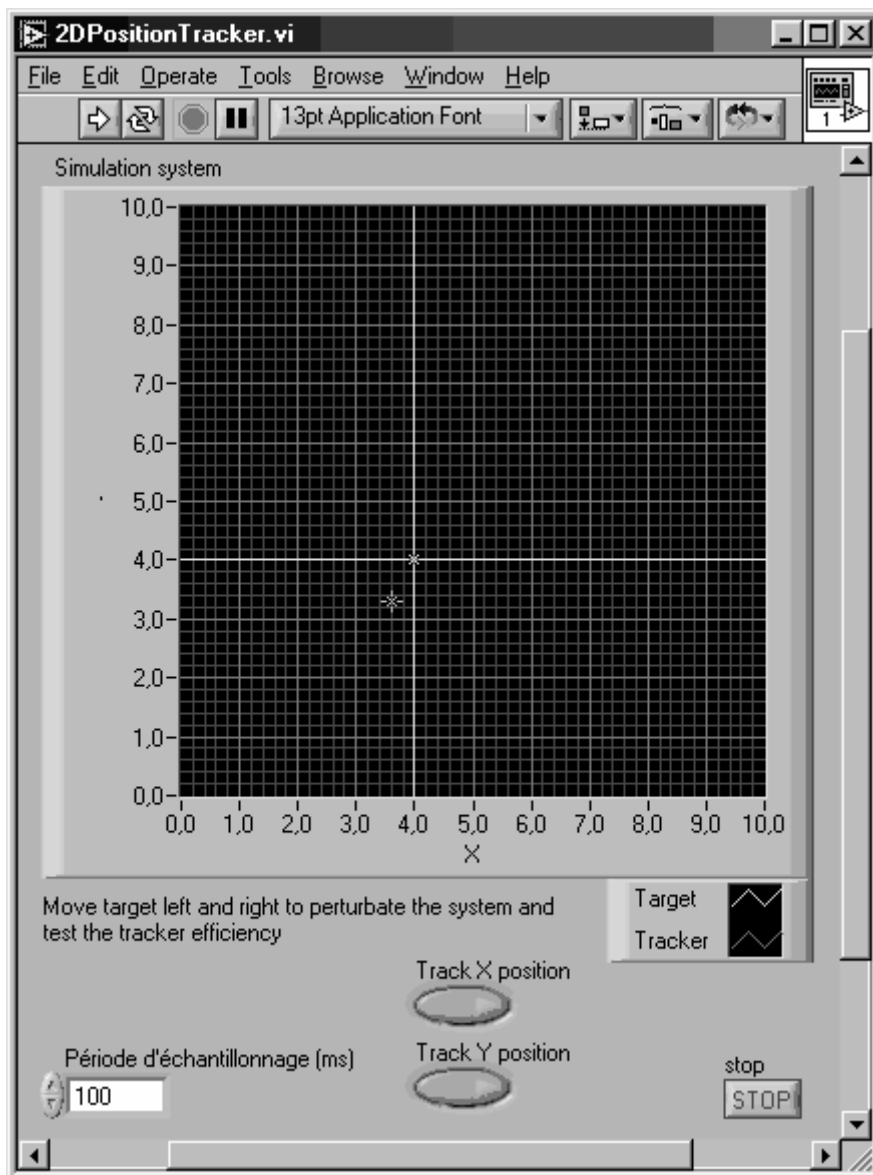 2DPositionTracker.vi
File Edit Operate Tools Browse Window Help
13pt Application Font
1
Simulation system
10,0
9,0
8,0
7,0
6,0
5,0
4,0
3,0
2,0
1,0
0,0
0,0 1,0 2,0 3,0 4,0 5,0 6,0 7,0 8,0 9,0 10,0
X
Move target left and right to perturbate the system and
test the tracker efficiency
Target
Tracker
Track X position
Track Y position
Période d'échantillonnage (ms)
100
stop
STOP